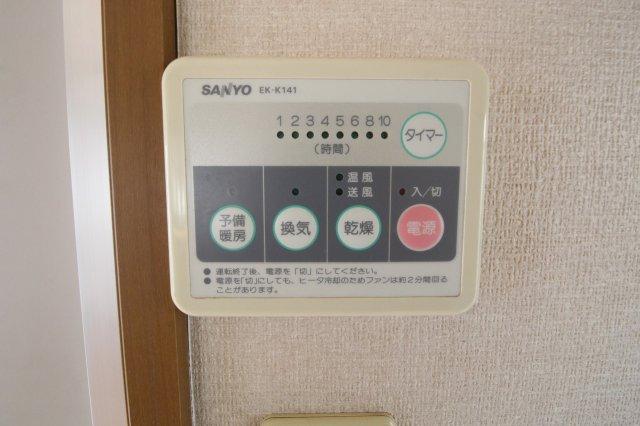 SANYO EK-K141
1 2 3 4 5 6 8 10
(時間)
タイマー
温風
送風
入/切
予備
暖房
換気
乾燥
電源
● 運転終了後、電源を「切」にしてください。
● 電源を「切」にしても、ヒータ冷却のためファンは約2分間回る
ことがあります。